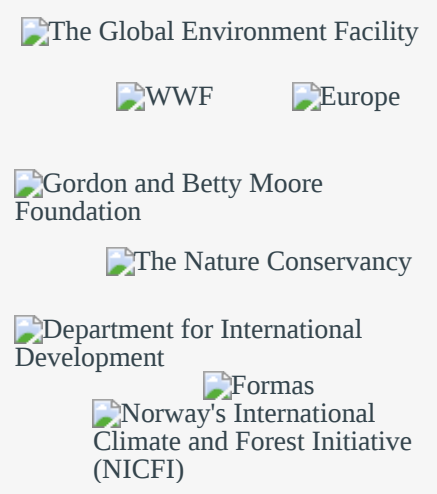 The Global Environment Facility
WWF
Europe
Gordon and Betty Moore
Foundation
The Nature Conservancy
Department for International
Development
Formas
Norway's International
Climate and Forest Initiative
(NICFI)